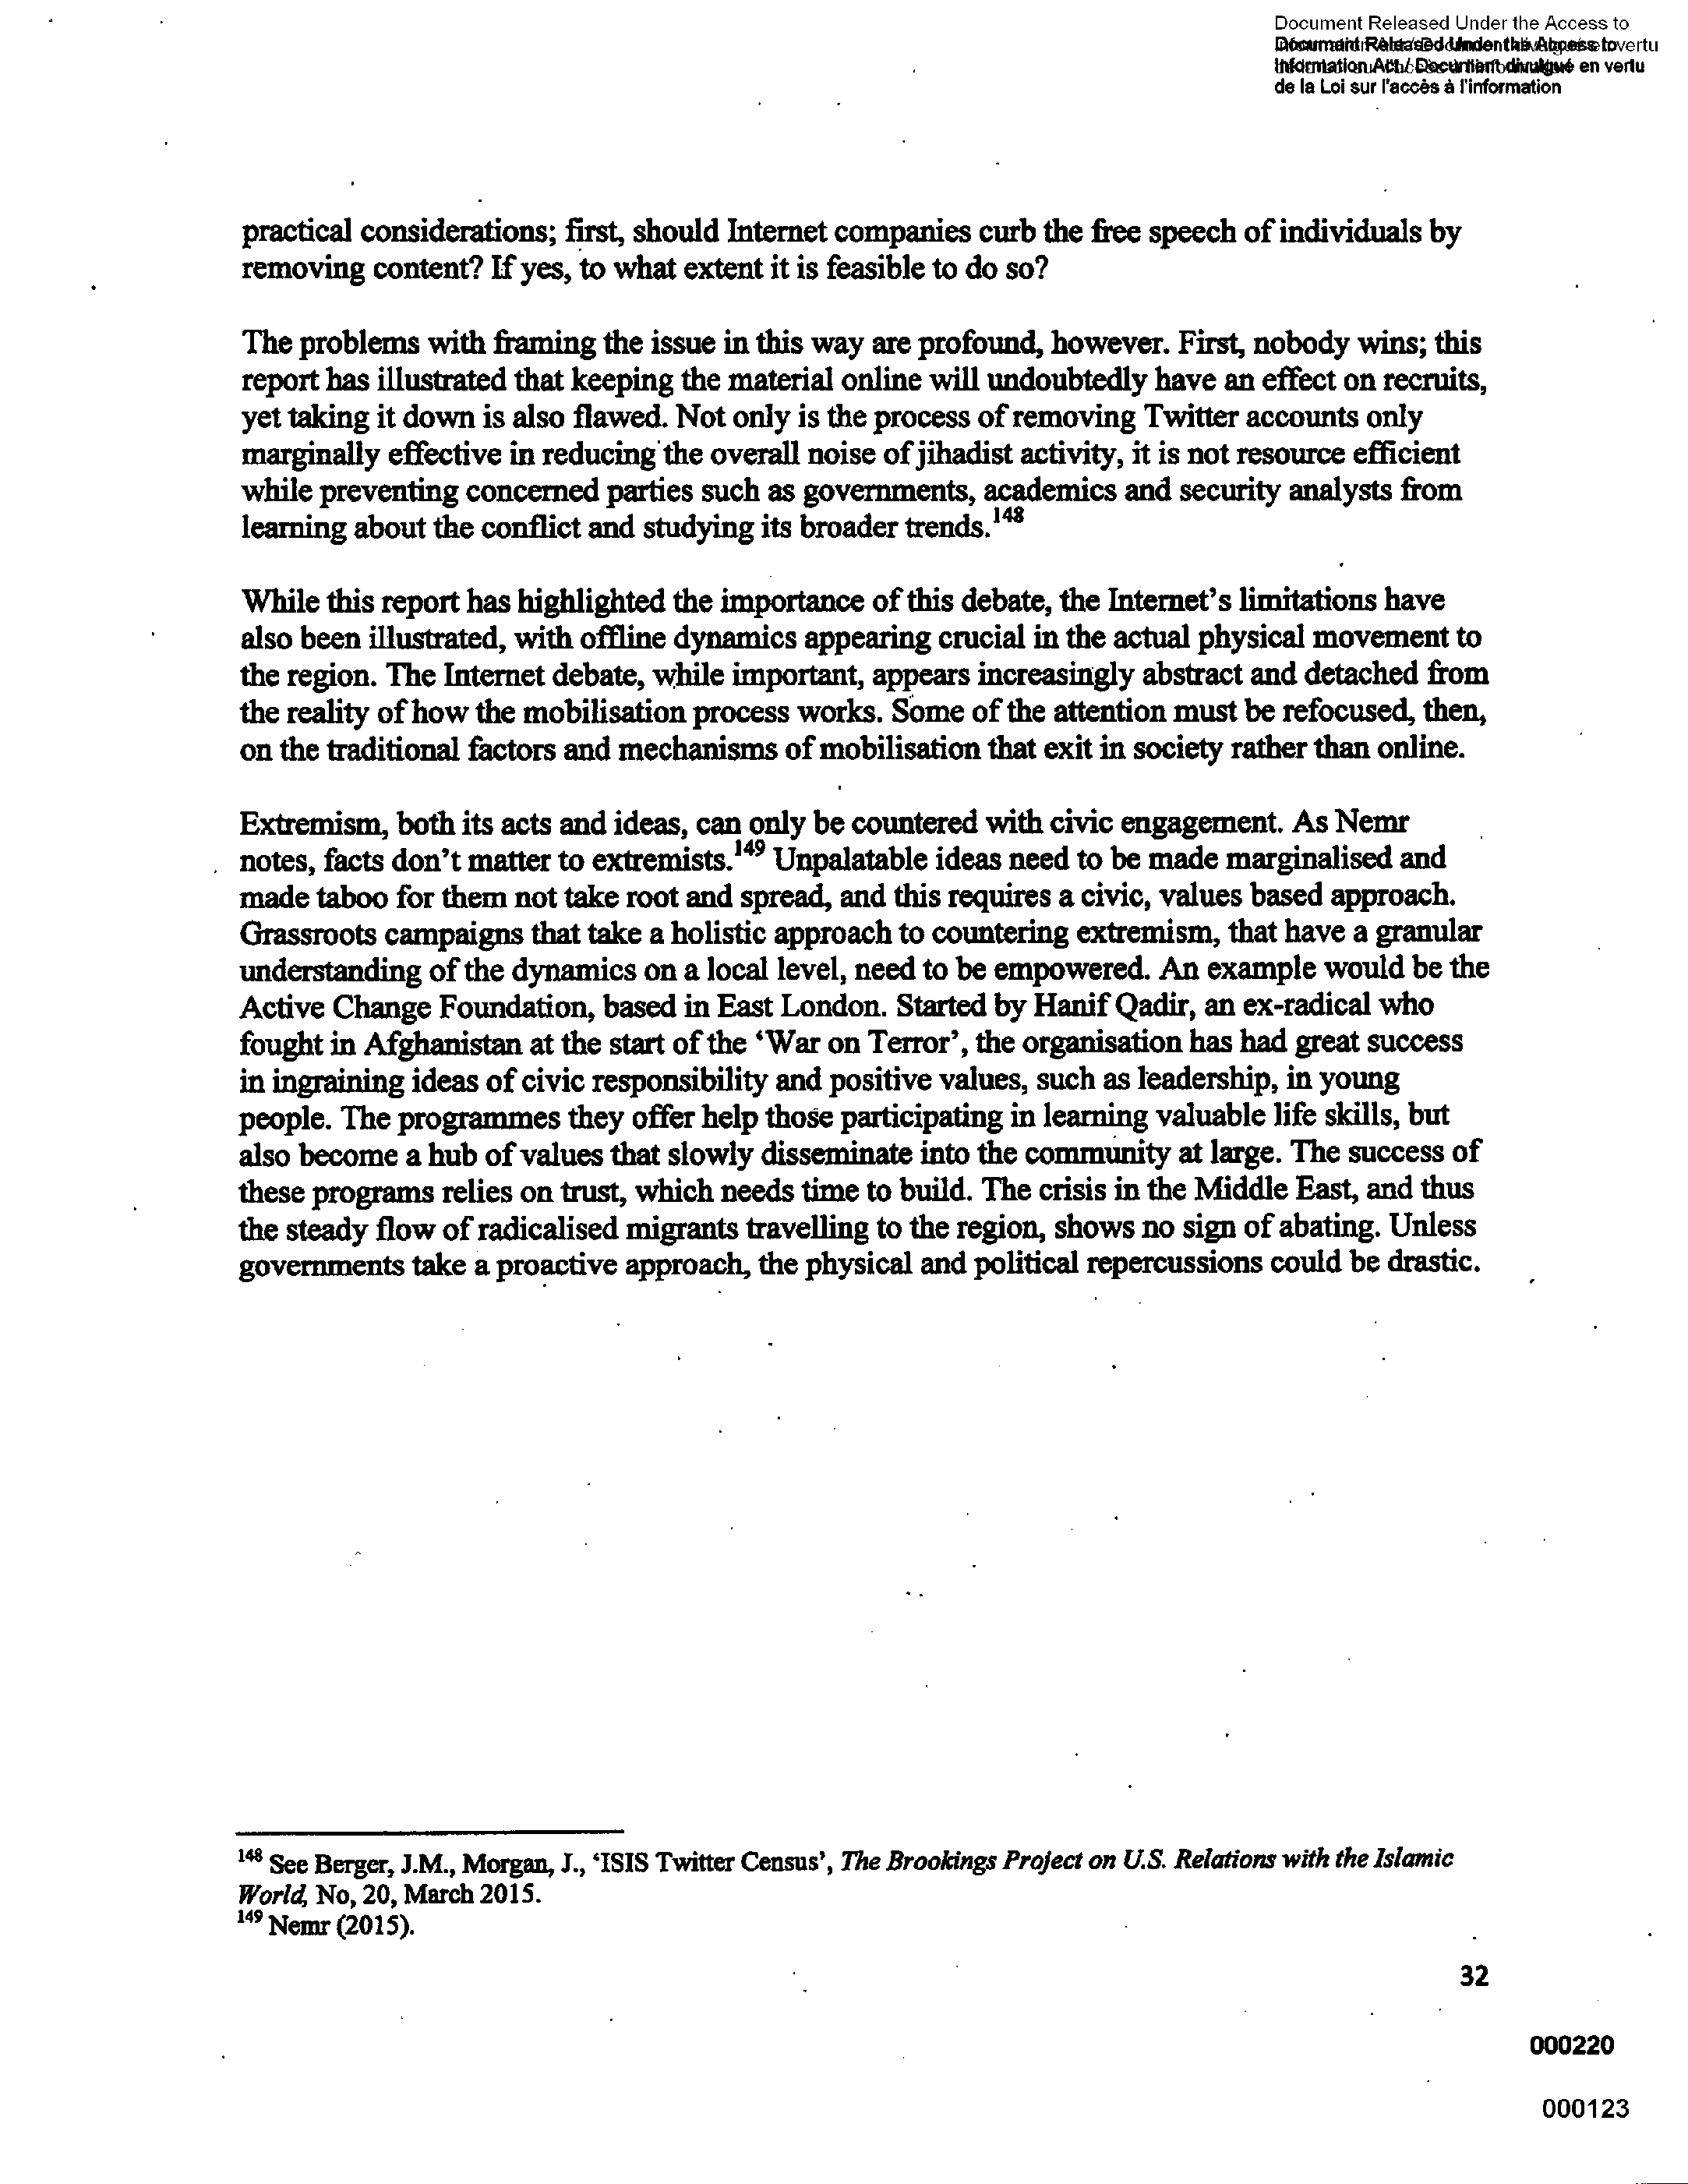 Document Released Under the Access to
Document Released Under the Access to vertu
Information Act / Document divulgué en vertu
de la Loi sur l'accès à l'information
practical considerations; first, should Internet companies curb the free speech of individuals by
removing content? If yes, to what extent it is feasible to do so?
The problems with framing the issue in this way are profound, however. First, nobody wins; this
report has illustrated that keeping the material online will undoubtedly have an effect on recruits,
yet taking it down is also flawed. Not only is the process of removing Twitter accounts only
marginally effective in reducing the overall noise of jihadist activity, it is not resource efficient
while preventing concerned parties such as governments, academics and security analysts from
learning about the conflict and studying its broader trends.148
While this report has highlighted the importance of this debate, the Internet's limitations have
also been illustrated, with offline dynamics appearing crucial in the actual physical movement to
the region. The Internet debate, while important, appears increasingly abstract and detached from
the reality of how the mobilisation process works. Some of the attention must be refocused, then,
on the traditional factors and mechanisms of mobilisation that exit in society rather than online.
Extremism, both its acts and ideas, can only be countered with civic engagement. As Nemr
notes, facts don't matter to extremists.149 Unpalatable ideas need to be made marginalised and
made taboo for them not take root and spread, and this requires a civic, values based approach.
Grassroots campaigns that take a holistic approach to countering extremism, that have a granular
understanding of the dynamics on a local level, need to be empowered. An example would be the
Active Change Foundation, based in East London. Started by Hanif Qadir, an ex-radical who
fought in Afghanistan at the start of the 'War on Terror', the organisation has had great success
in ingraining ideas of civic responsibility and positive values, such as leadership, in young
people. The programmes they offer help those participating in learning valuable life skills, but
also become a hub of values that slowly disseminate into the community at large. The success of
these programs relies on trust, which needs time to build. The crisis in the Middle East, and thus
the steady flow of radicalised migrants travelling to the region, shows no sign of abating. Unless
governments take a proactive approach, the physical and political repercussions could be drastic.
148 See Berger, J.M., Morgan, J., 'ISIS Twitter Census', The Brookings Project on U.S. Relations with the Islamic
World, No, 20, March 2015.
149 Nemr (2015).
32
000220
000123